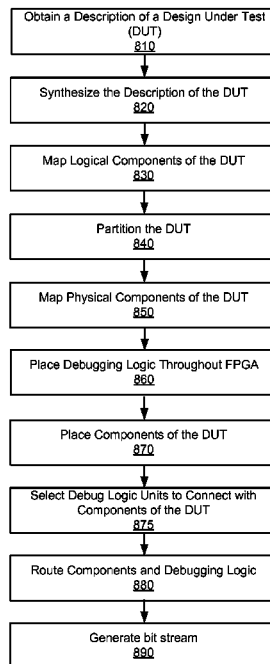 Obtain a Description of a Design Under Test
(DUT)
810
Synthesize the Description of the DUT
820
Map Logical Components of the DUT
830
Partition the DUT
840
Map Physical Components of the DUT
850
Place Debugging Logic Throughout FPGA
860
Place Components of the DUT
870
Select Debug Logic Units to Connect with
Components of the DUT
875
Route Components and Debugging Logic
880
Generate bit stream
890